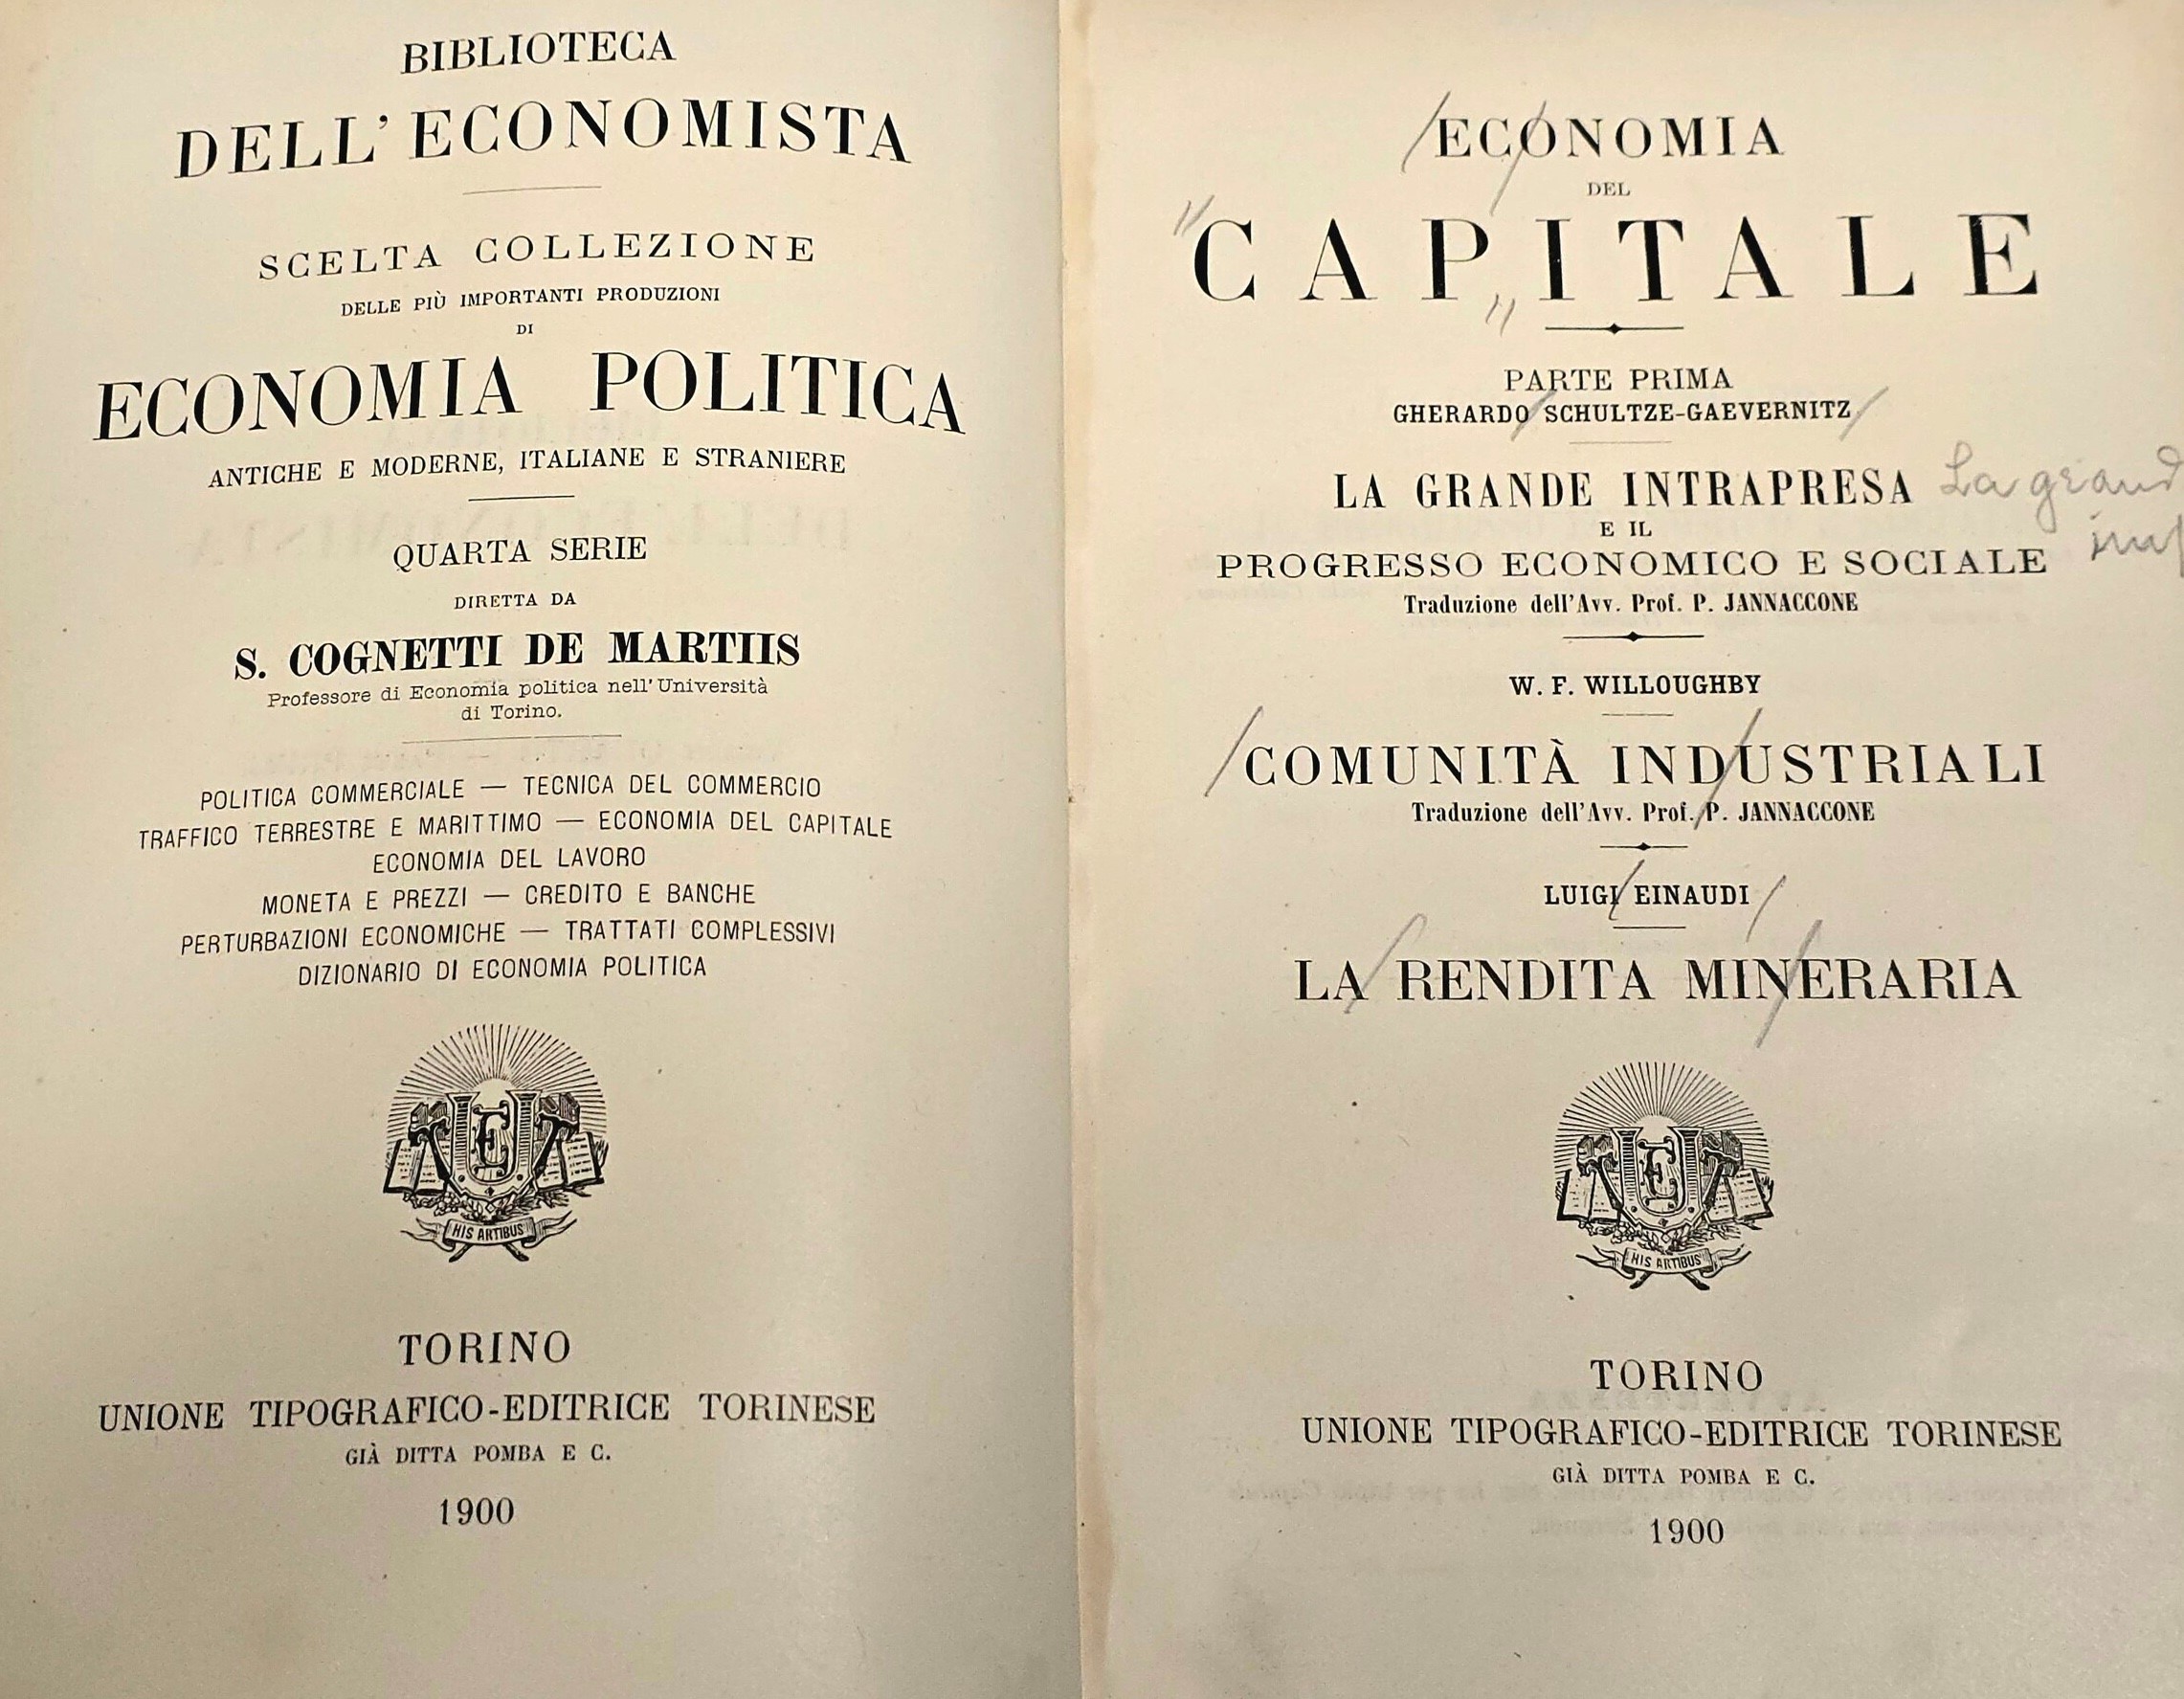 BIBLIOTECA
DELL'ECONOMISTA
SCELTA COLLEZIONE
DELLE PIÙ IMPORTANTI PRODUZIONI
DI
ECONOMIA POLITICA
ANTICHE E MODERNE, ITALIANE E STRANIERE
QUARTA SERIE
DIRETTA DA
S. COGNETTI DE MARTIIS
Professore di Economia politica nell'Università
di Torino.
POLITICA COMMERCIALE — TECNICA DEL COMMERCIO
TRAFFICO TERRESTRE E MARITTIMO — ECONOMIA DEL CAPITALE
ECONOMIA DEL LAVORO
MONETA E PREZZI — CREDITO E BANCHE
PERTURBAZIONI ECONOMICHE — TRATTATI COMPLESSIVI
DIZIONARIO DI ECONOMIA POLITICA
UTE
HIS ARTIBUS
TORINO
UNIONE TIPOGRAFICO-EDITRICE TORINESE
GIÀ DITTA POMBA E C.
1900
ECONOMIA
DEL
CAPITALE
PARTE PRIMA
GHERARDO SCHULTZE-GAEVERNITZ
LA GRANDE INTRAPRESA La grand
E IL
PROGRESSO ECONOMICO E SOCIALE
Traduzione dell'Avv. Prof. P. JANNACCONE
W. F. WILLOUGHBY
COMUNITÀ INDUSTRIALI
Traduzione dell'Avv. Prof. P. JANNACCONE
LUIGI EINAUDI
LA RENDITA MINERARIA
UTE
HIS ARTIBUS
TORINO
UNIONE TIPOGRAFICO-EDITRICE TORINESE
GIÀ DITTA POMBA E C.
1900